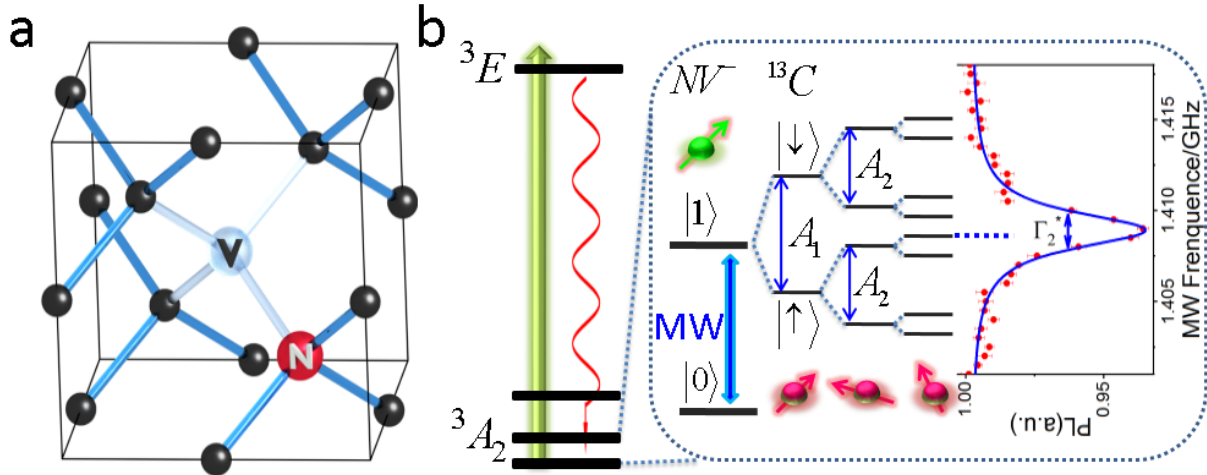 a
V
N
b
³E
³A₂
NV⁻
¹³C
|1⟩
|0⟩
MW
|↓⟩
|↑⟩
A₁
A₂
A₂
Γ₂*
1.415
1.410
1.405
MW Frenquence/GHz
1.00
0.95
PL(a.u.)